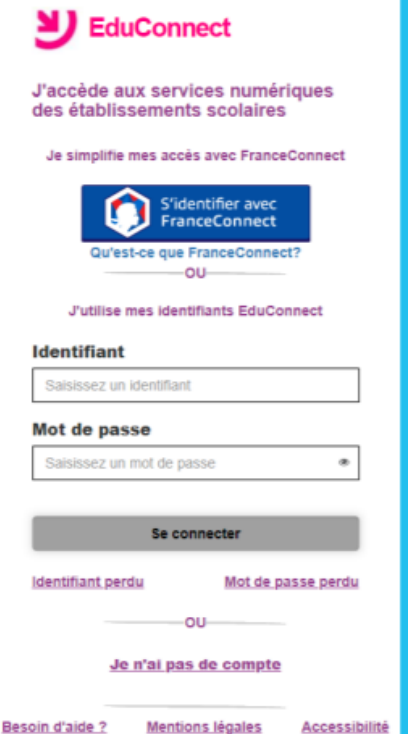 EduConnect
J'accède aux services numériques
des établissements scolaires
Je simplifie mes accès avec FranceConnect
S'identifier avec
FranceConnect
Qu'est-ce que FranceConnect?
OU
J'utilise mes identifiants EduConnect
Identifiant
Saisissez un identifiant
Mot de passe
Saisissez un mot de passe
Se connecter
Identifiant perdu Mot de passe perdu
OU
Je n'ai pas de compte
Besoin d'aide ? Mentions légales Accessibilité